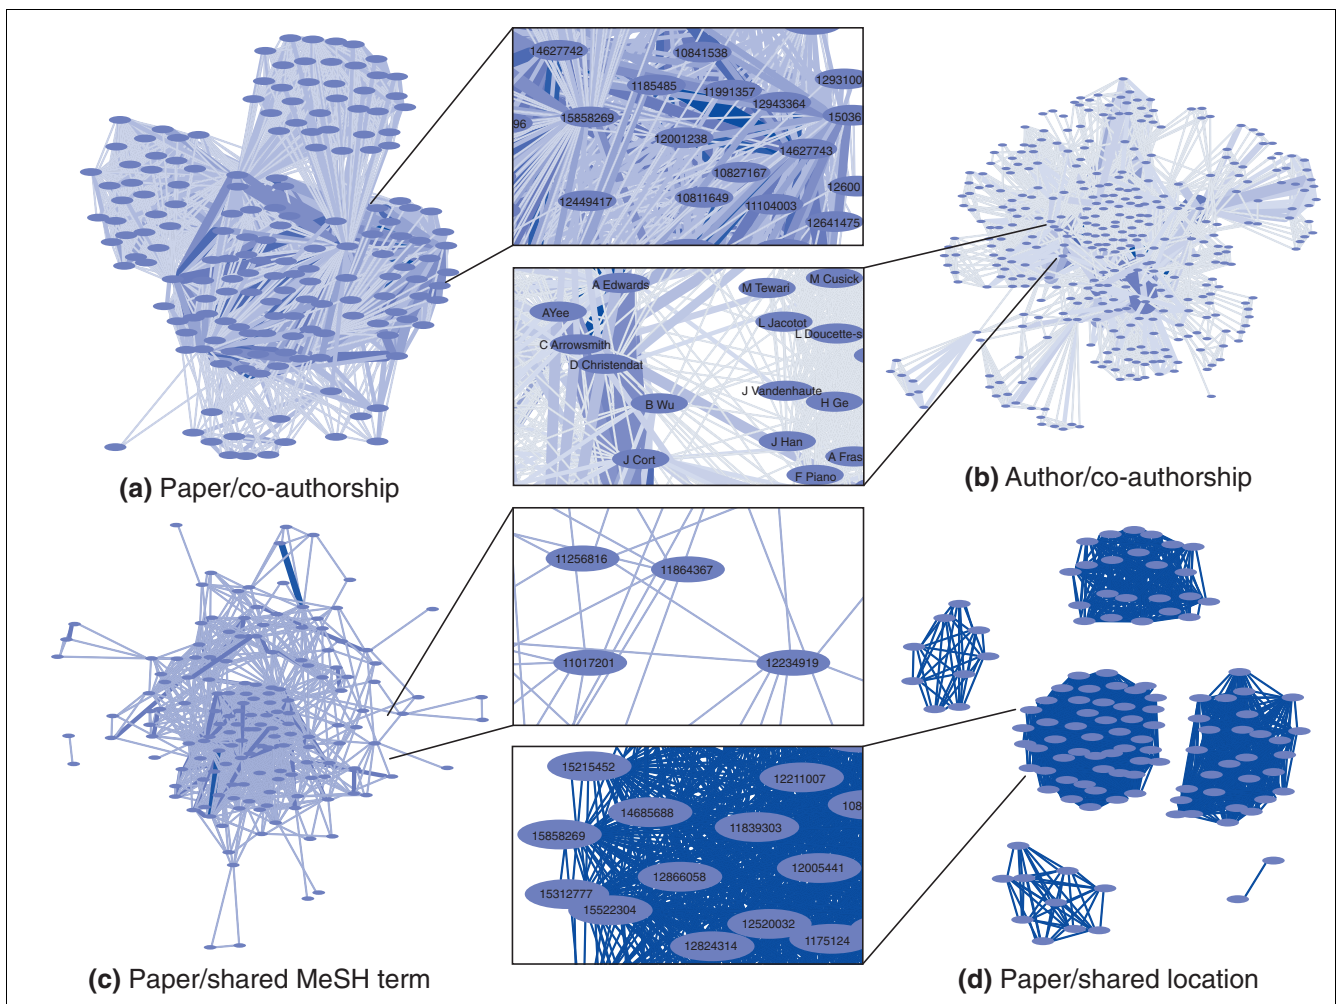 14627742
10841538
1293100
1185485
11991357
12943364
15858269
15036
96
12001238
14627743
10827167
12600
12449417
10811649
11104003
12641475
A Edwards
M Tewari
M Cusick
AYee
L Jacotot
L Doucette-s
C Arrowsmith
D Christendat
J Vandenhaute
B Wu
H Ge
J Han
J Cort
A Fras
F Piano
(a) Paper/co-authorship
(b) Author/co-authorship
11256816
11864367
11017201
12234919
15215452
12211007
108
14685688
11839303
15858269
12005441
12866058
15312777
15522304
12520032
12824314
1175124
(c) Paper/shared MeSH term
(d) Paper/shared location